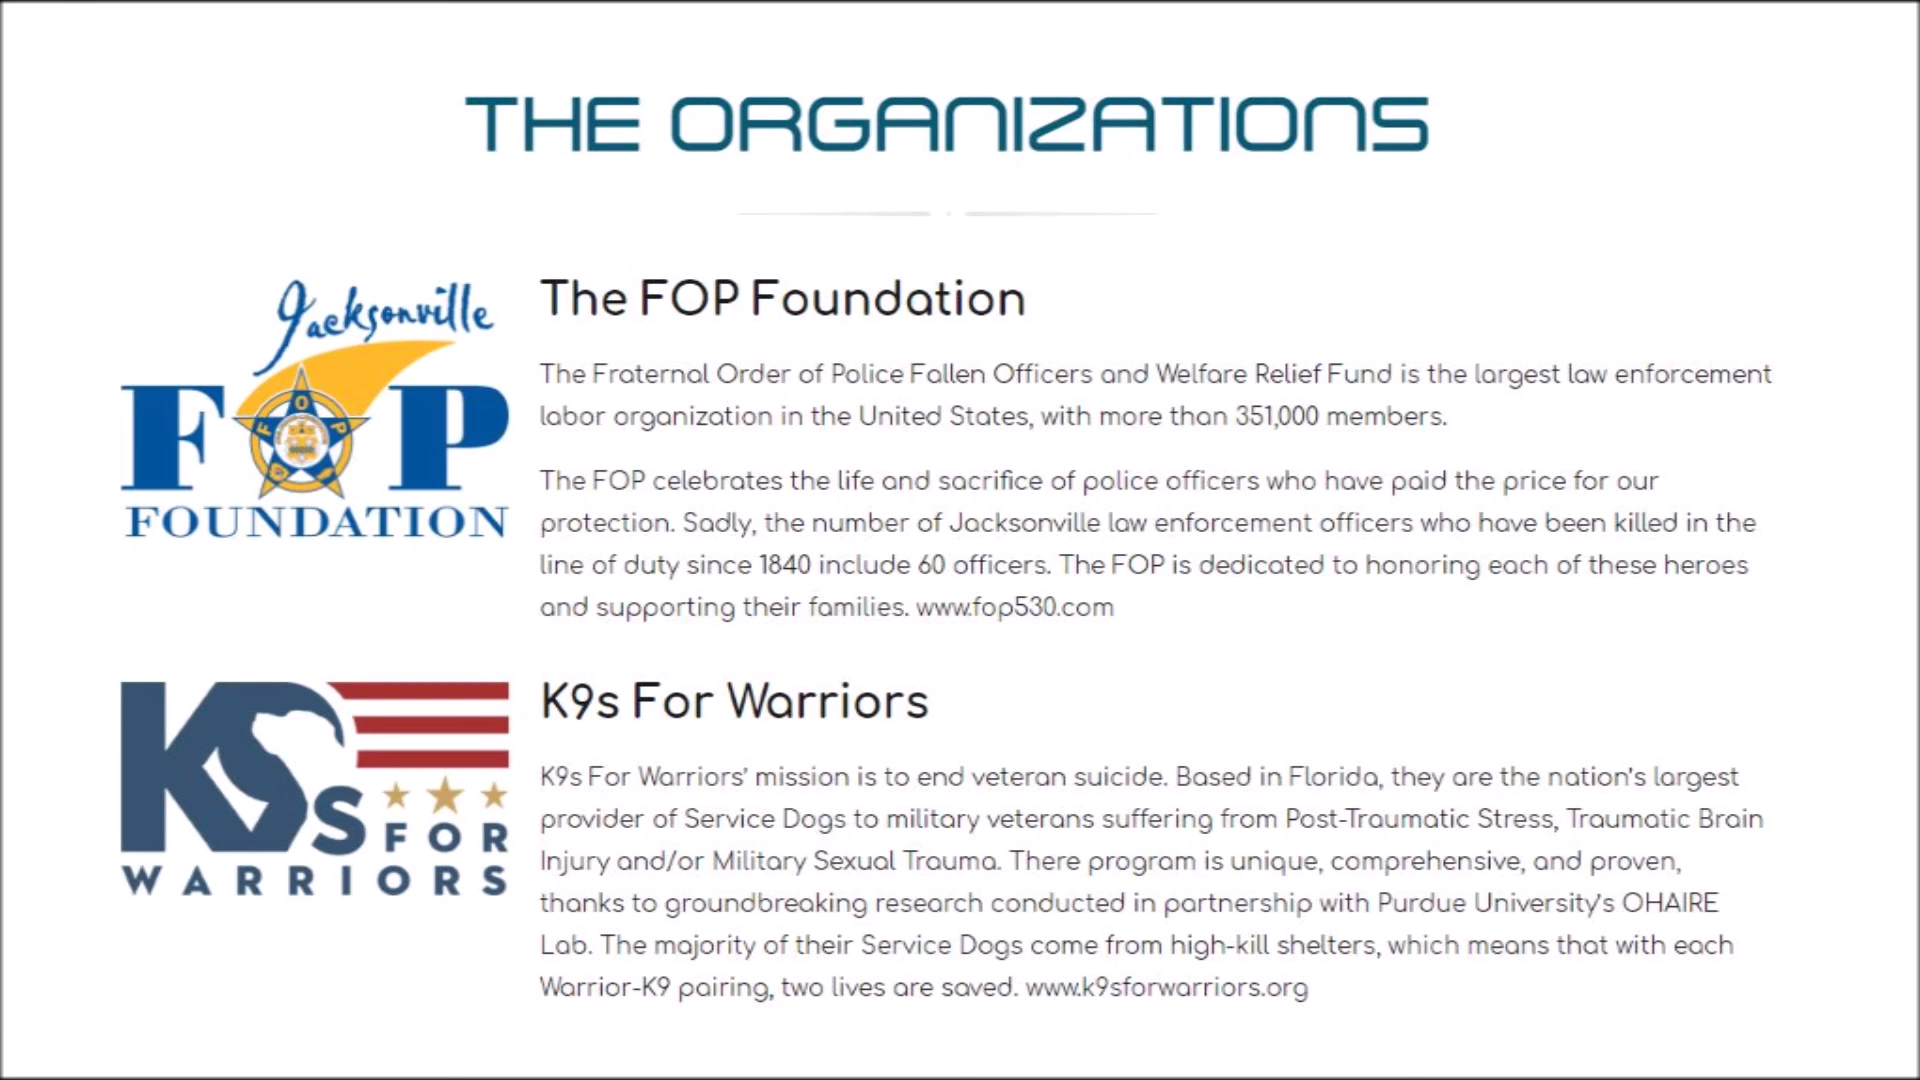 THE ORGANIZATIONS
Jacksonville
FOP
FOUNDATION
The FOP Foundation
The Fraternal Order of Police Fallen Officers and Welfare Relief Fund is the largest law enforcement
labor organization in the United States, with more than 351,000 members.
The FOP celebrates the life and sacrifice of police officers who have paid the price for our
protection. Sadly, the number of Jacksonville law enforcement officers who have been killed in the
line of duty since 1840 include 60 officers. The FOP is dedicated to honoring each of these heroes
and supporting their families. www.fop530.com
K9s
FOR
WARRIORS
K9s For Warriors
K9s For Warriors’ mission is to end veteran suicide. Based in Florida, they are the nation’s largest
provider of Service Dogs to military veterans suffering from Post-Traumatic Stress, Traumatic Brain
Injury and/or Military Sexual Trauma. There program is unique, comprehensive, and proven,
thanks to groundbreaking research conducted in partnership with Purdue University’s OHAIRE
Lab. The majority of their Service Dogs come from high-kill shelters, which means that with each
Warrior-K9 pairing, two lives are saved. www.k9sforwarriors.org